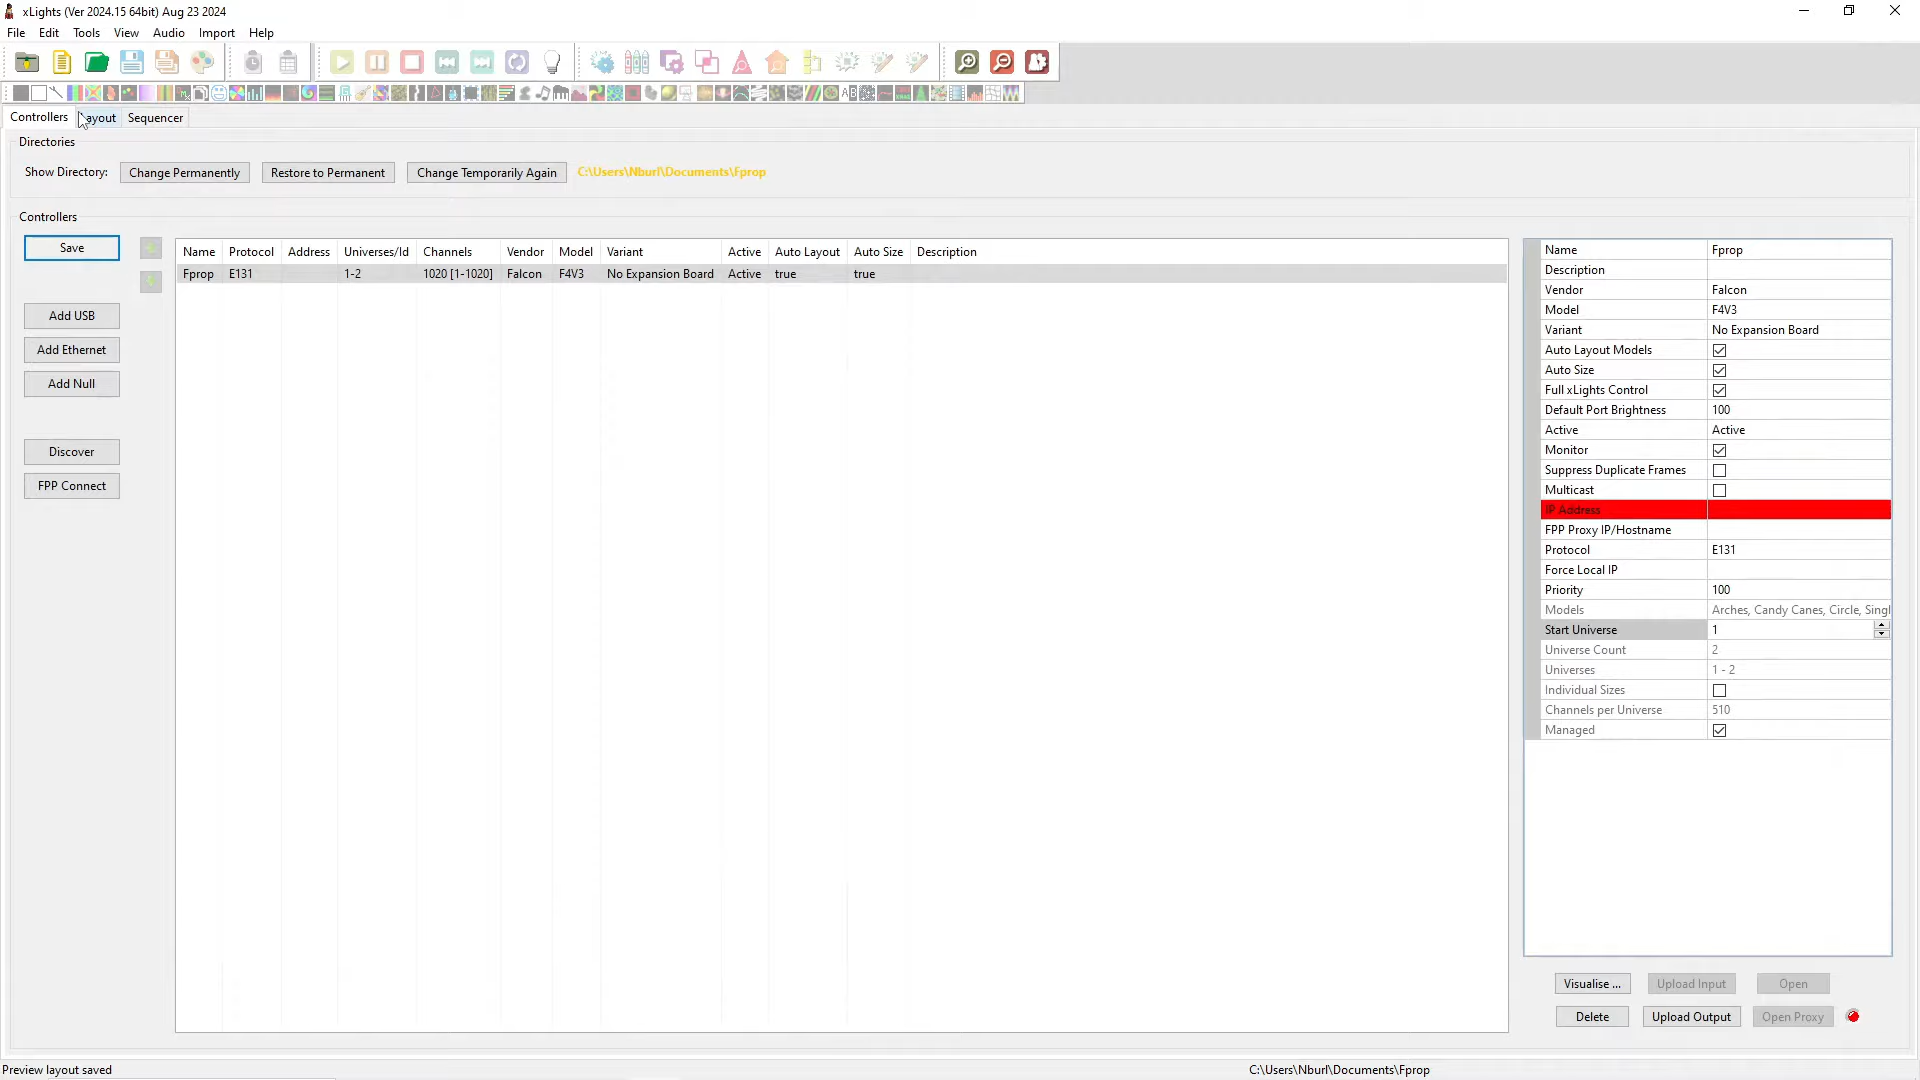 xLights (Ver 2024.15 64bit) Aug 23 2024
File Edit Tools View Audio Import Help
Controllers Layout Sequencer
Directories
Show Directory: Change Permanently Restore to Permanent Change Temporarily Again C:\Users\Nburl\Documents\Fprop
Controllers
Save
Add USB
Add Ethernet
Add Null
Discover
FPP Connect
Name Protocol Address Universes/Id Channels Vendor Model Variant Active Auto Layout Auto Size Description
Fprop E131 1-2 1020 [1-1020] Falcon F4V3 No Expansion Board Active true true
Name Fprop
Description
Vendor Falcon
Model F4V3
Variant No Expansion Board
Auto Layout Models
Auto Size
Full xLights Control
Default Port Brightness 100
Active Active
Monitor
Suppress Duplicate Frames
Multicast
IP Address
FPP Proxy IP/Hostname
Protocol E131
Force Local IP
Priority 100
Models Arches, Candy Canes, Circle, Singl
Start Universe 1
Universe Count 2
Universes 1 - 2
Individual Sizes
Channels per Universe 510
Managed
Visualise ... Upload Input Open
Delete Upload Output Open Proxy
Preview layout saved C:\Users\Nburl\Documents\Fprop